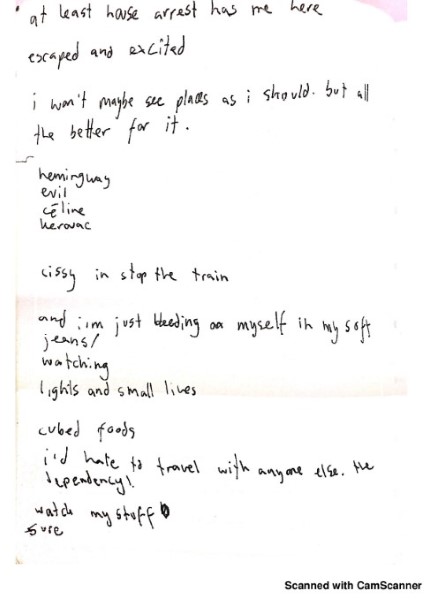 at least house arrest has me here
escaped and excited
i won't maybe see places as i should. but all
the better for it.
hemingway
evil
céline
kerouac
cissy in stop the train
and i'm just bleeding on myself in my soft
jeans/
watching
lights and small lives
cubed foods
i'd hate to travel with anyone else. the
dependency!
watch my stuff
sure
Scanned with CamScanner